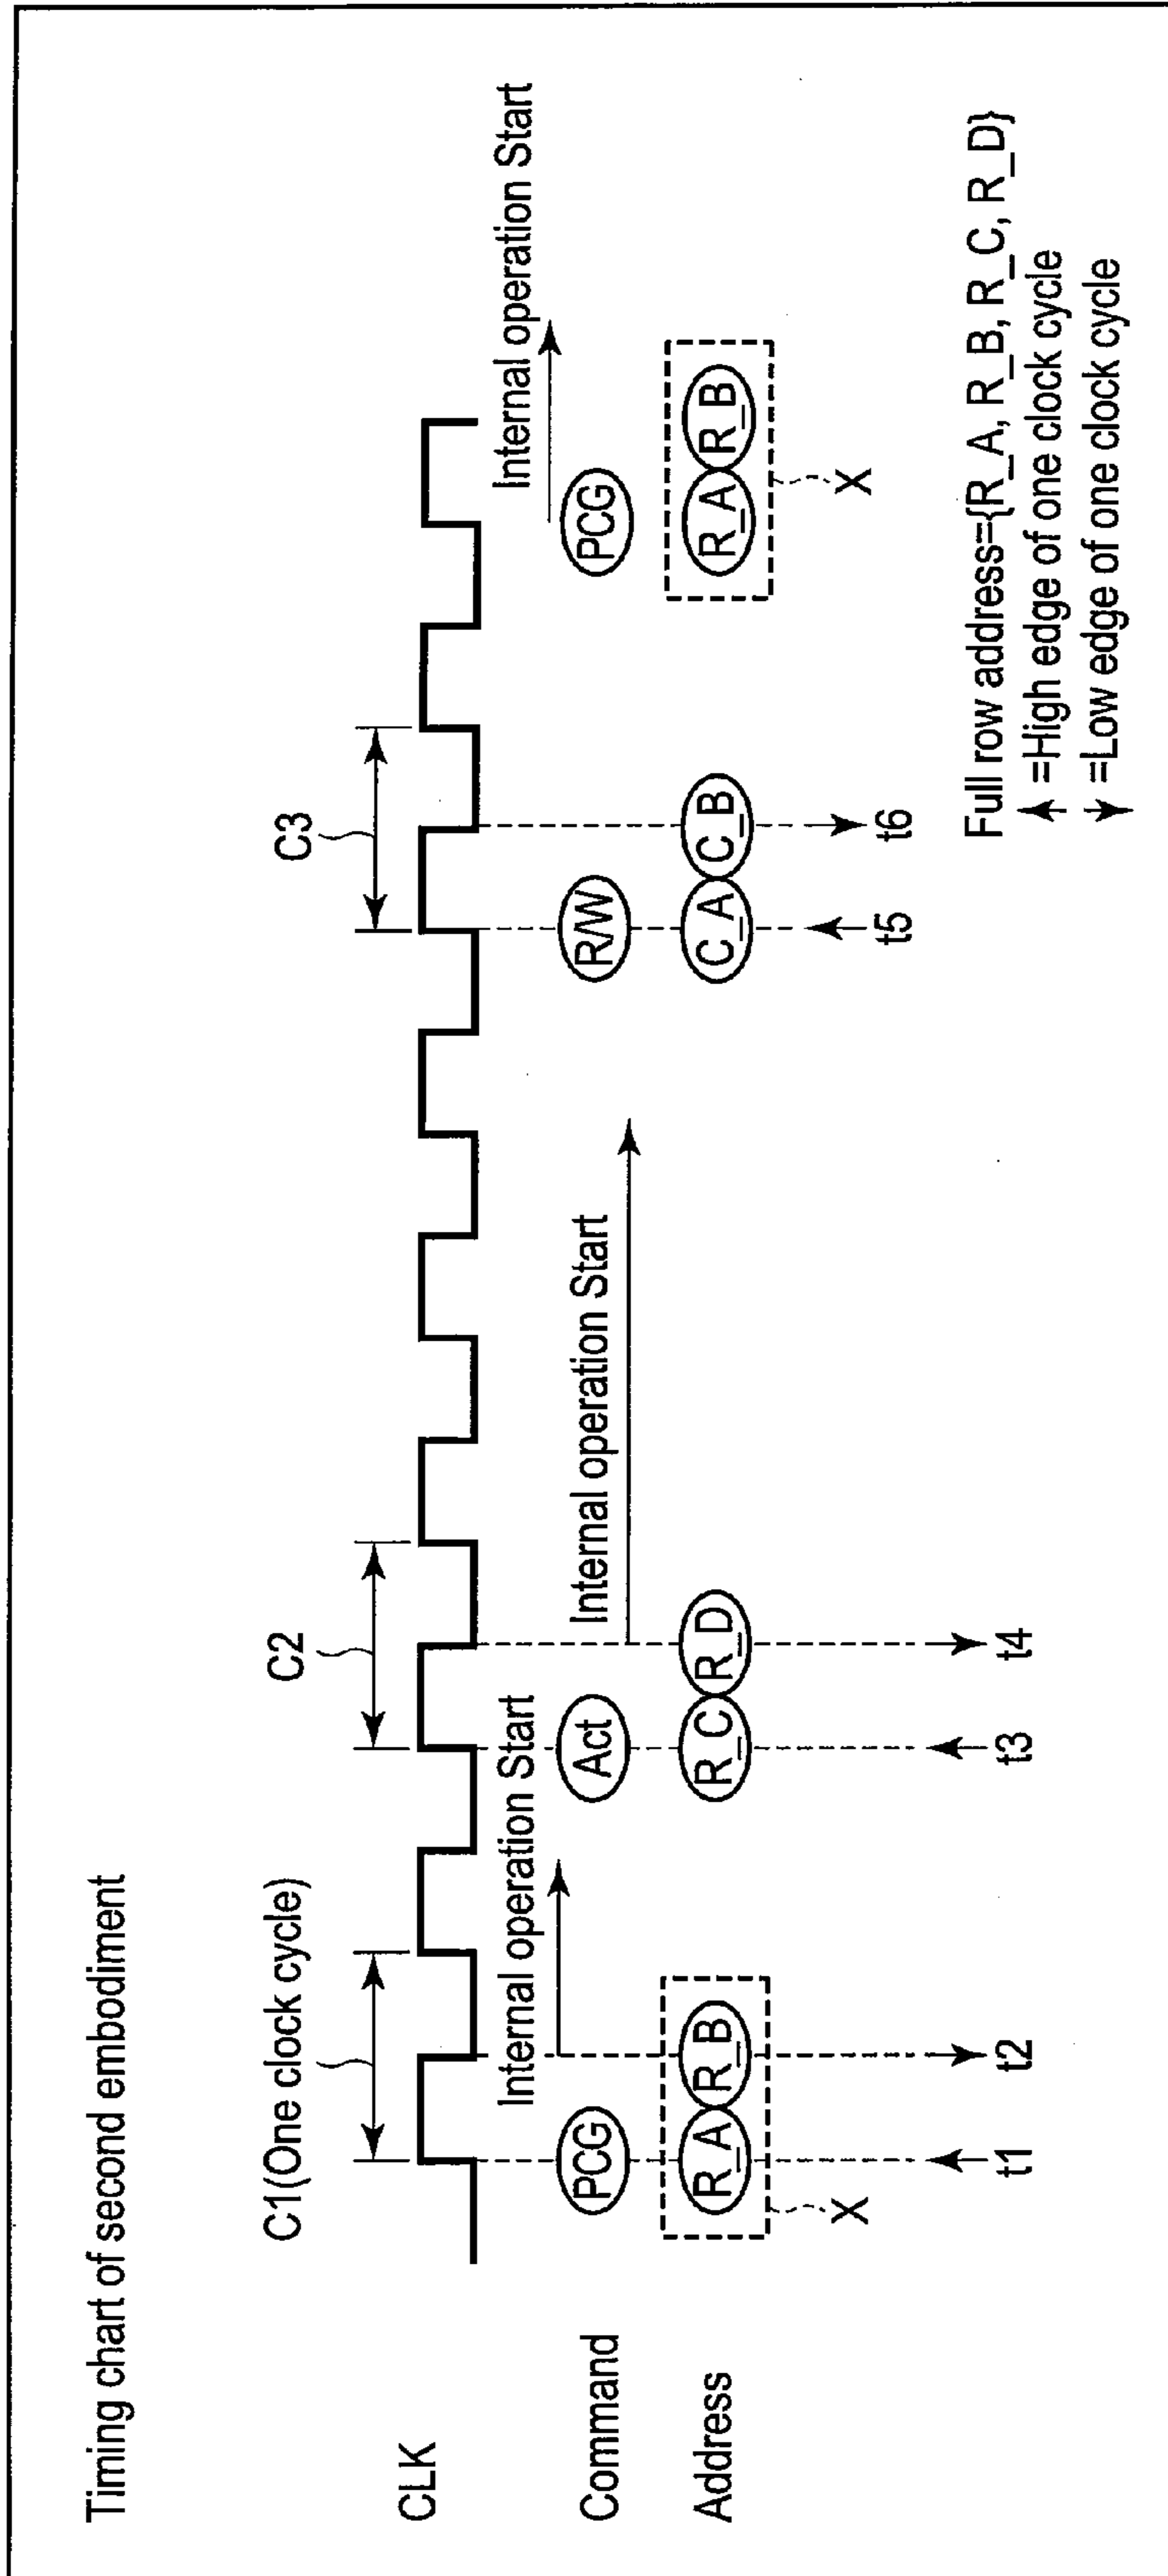 Timing chart of second embodiment
C1(One clock cycle)
C2
C3
CLK
Internal operation Start
Internal operation Start
Internal operation Start
Command
PCG
Act
R/W
PCG
Address
R_A
R_B
R_C
R_D
C_A
C_B
R_A
R_B
X
X
t1
t2
t3
t4
t5
t6
Full row address={R_A, R_B, R_C, R_D}
=High edge of one clock cycle
=Low edge of one clock cycle